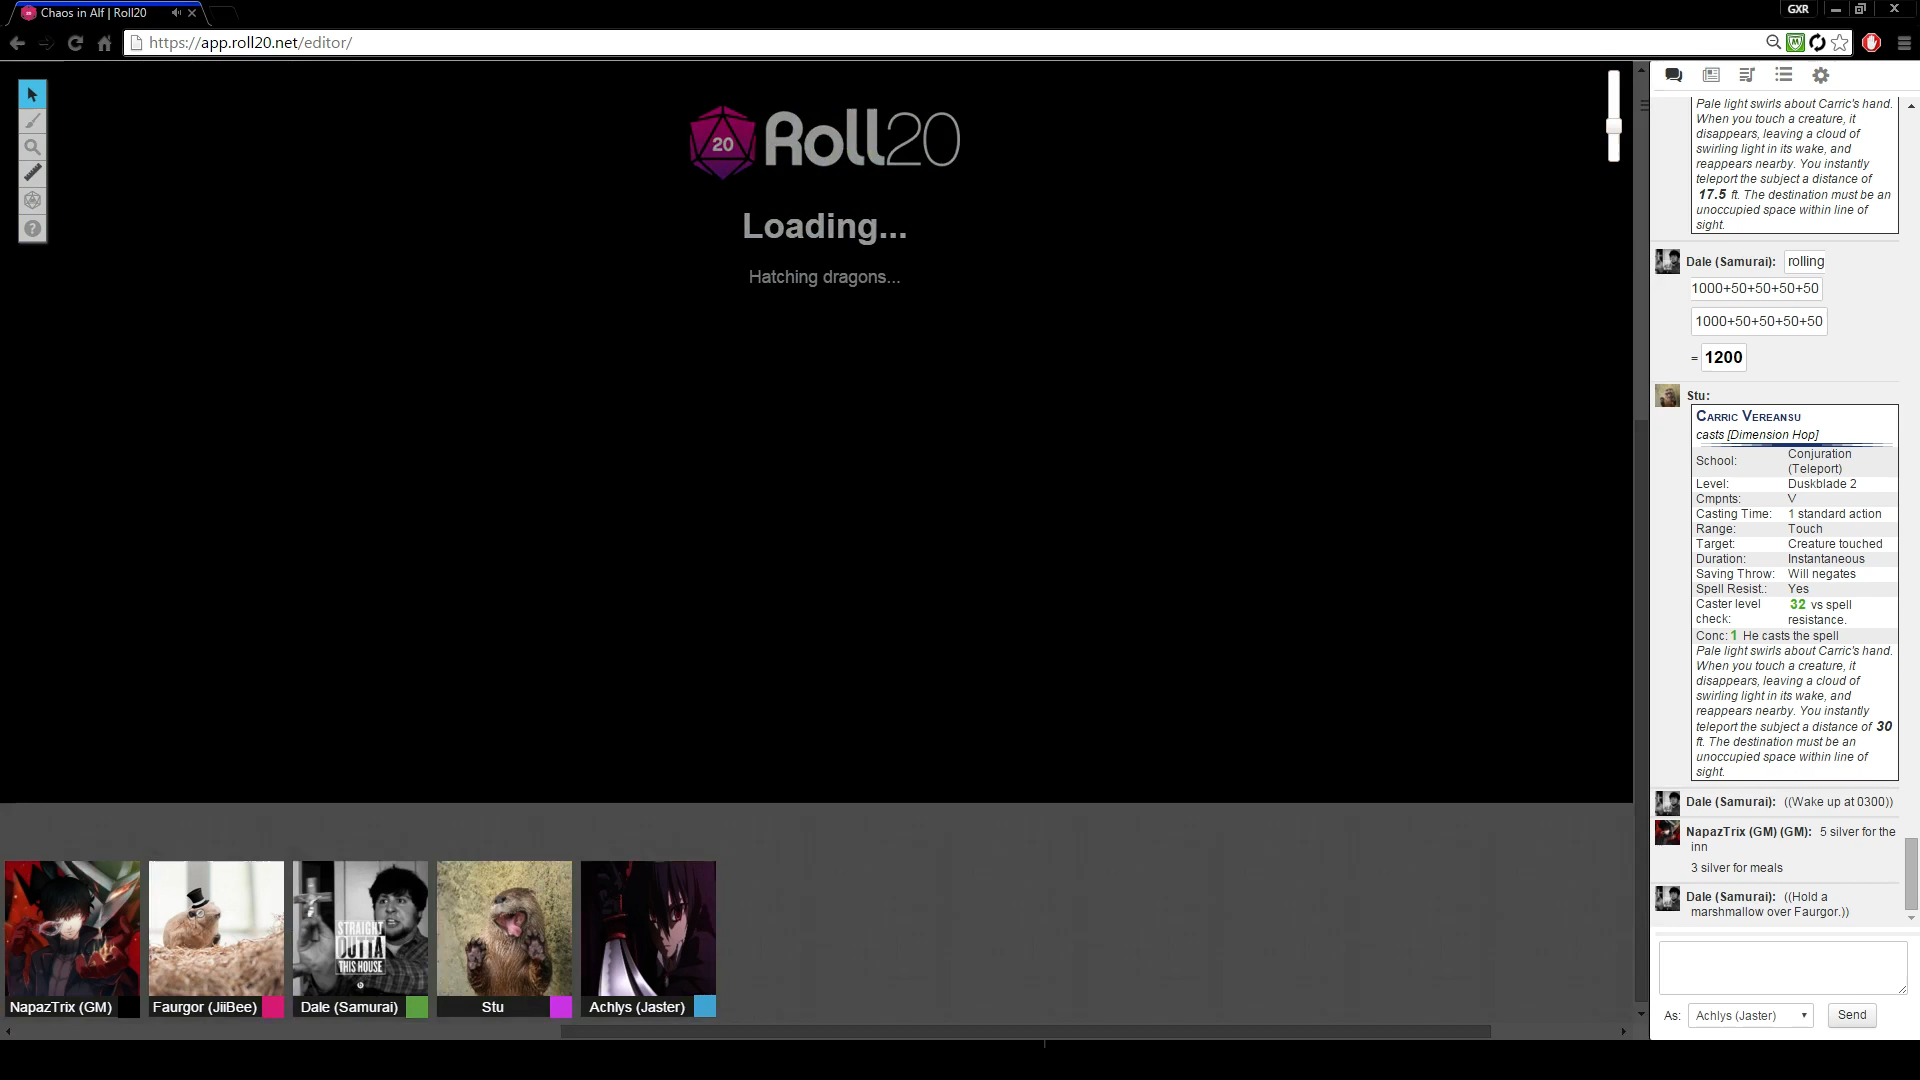 Chaos in Alf | Roll20
GXR
https://app.roll20.net/editor/
20
Roll20
Loading...
Hatching dragons...
Pale light swirls about Carric's hand.
When you touch a creature, it
disappears, leaving a cloud of
swirling light in its wake, and
reappears nearby. You instantly
teleport the subject a distance of
17.5 ft. The destination must be an
unoccupied space within line of
sight.
Dale (Samurai): rolling
1000+50+50+50+50
1000+50+50+50+50
= 1200
Stu:
Carric Vereansu
casts [Dimension Hop]
School: Conjuration
(Teleport)
Level: Duskblade 2
Cmpnts: V
Casting Time: 1 standard action
Range: Touch
Target: Creature touched
Duration: Instantaneous
Saving Throw: Will negates
Spell Resist.: Yes
Caster level check: 32 vs spell
resistance.
Conc: 1 He casts the spell
Pale light swirls about Carric's hand.
When you touch a creature, it
disappears, leaving a cloud of
swirling light in its wake, and
reappears nearby. You instantly
teleport the subject a distance of 30
ft. The destination must be an
unoccupied space within line of
sight.
Dale (Samurai): ((Wake up at 0300))
NapazTrix (GM) (GM): 5 silver for the
inn
3 silver for meals
Dale (Samurai): ((Hold a
marshmallow over Faurgor.))
STRAIGHT
OUTTA
THIS HOUSE
NapazTrix (GM)
Faurgor (JiiBee)
Dale (Samurai)
Stu
Achlys (Jaster)
As: Achlys (Jaster)
Send